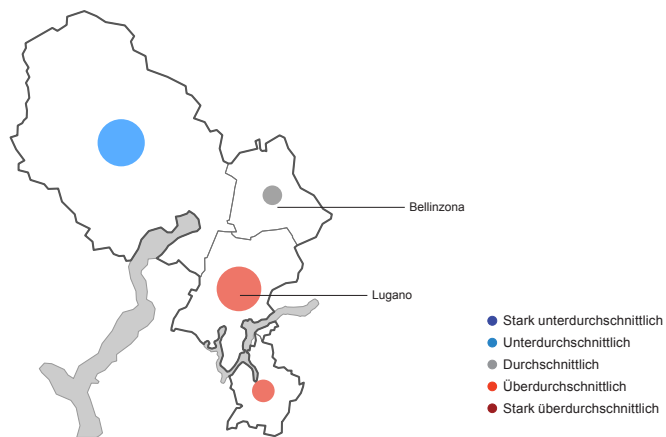 Bellinzona
Lugano
Stark unterdurchschnittlich
Unterdurchschnittlich
Durchschnittlich
Überdurchschnittlich
Stark überdurchschnittlich